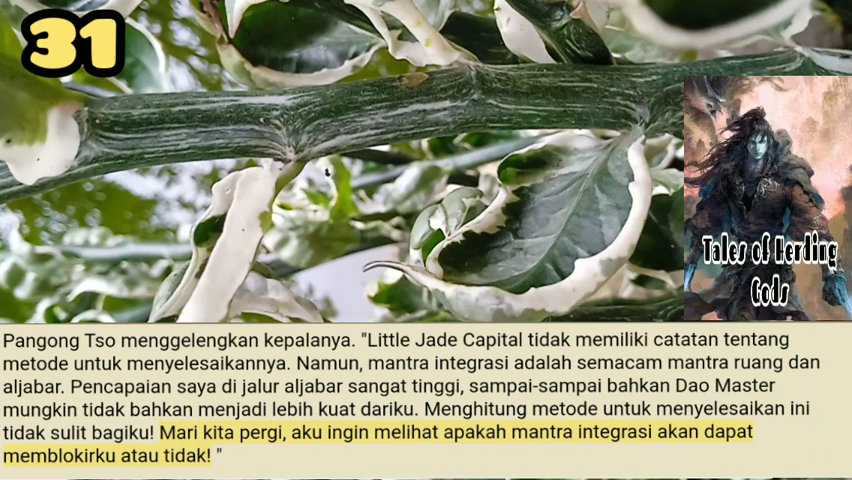 31
Tales of Herding
Gods
Pangong Tso menggelengkan kepalanya. "Little Jade Capital tidak memiliki catatan tentang
metode untuk menyelesaikannya. Namun, mantra integrasi adalah semacam mantra ruang dan
aljabar. Pencapaian saya di jalur aljabar sangat tinggi, sampai-sampai bahkan Dao Master
mungkin tidak bahkan menjadi lebih kuat dariku. Menghitung metode untuk menyelesaikan ini
tidak sulit bagiku! Mari kita pergi, aku ingin melihat apakah mantra integrasi akan dapat
memblokirku atau tidak! "